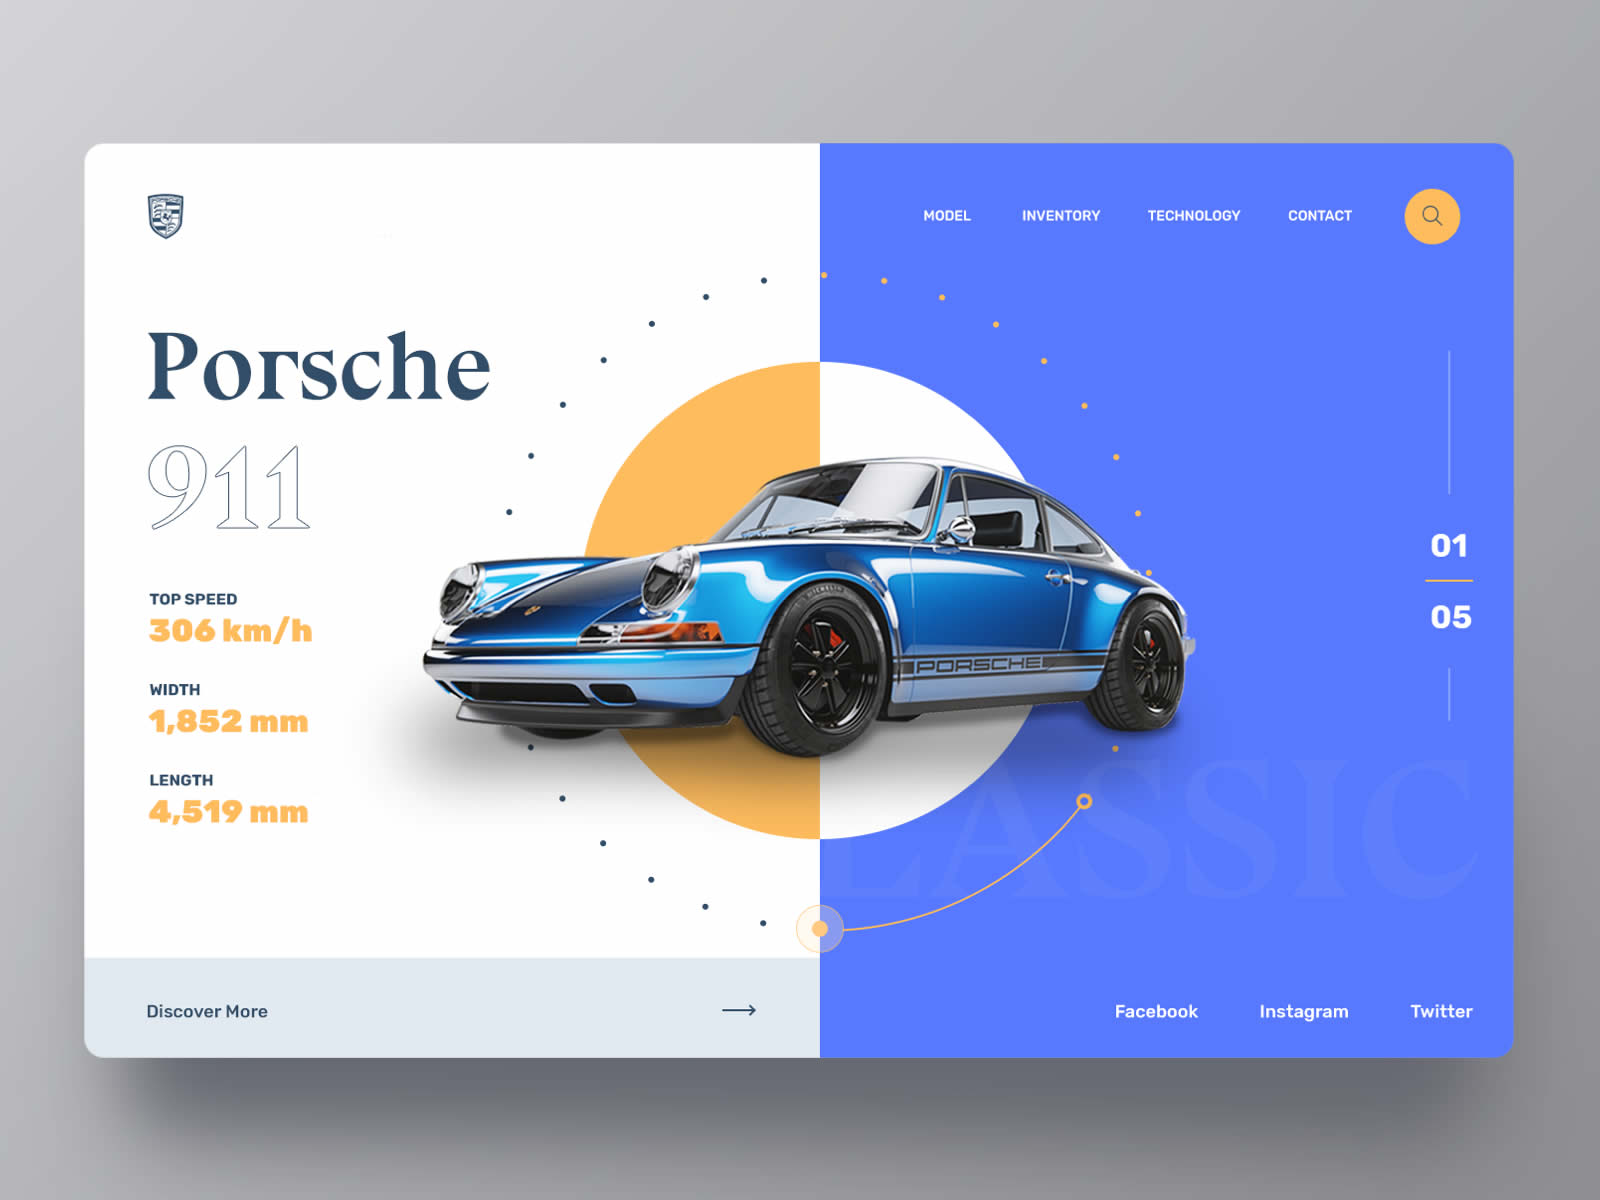 MODEL INVENTORY TECHNOLOGY CONTACT
Porsche
911
TOP SPEED
306 km/h
WIDTH
1,852 mm
LENGTH
4,519 mm
PORSCHE
01
05
LASSIC
Discover More
Facebook Instagram Twitter